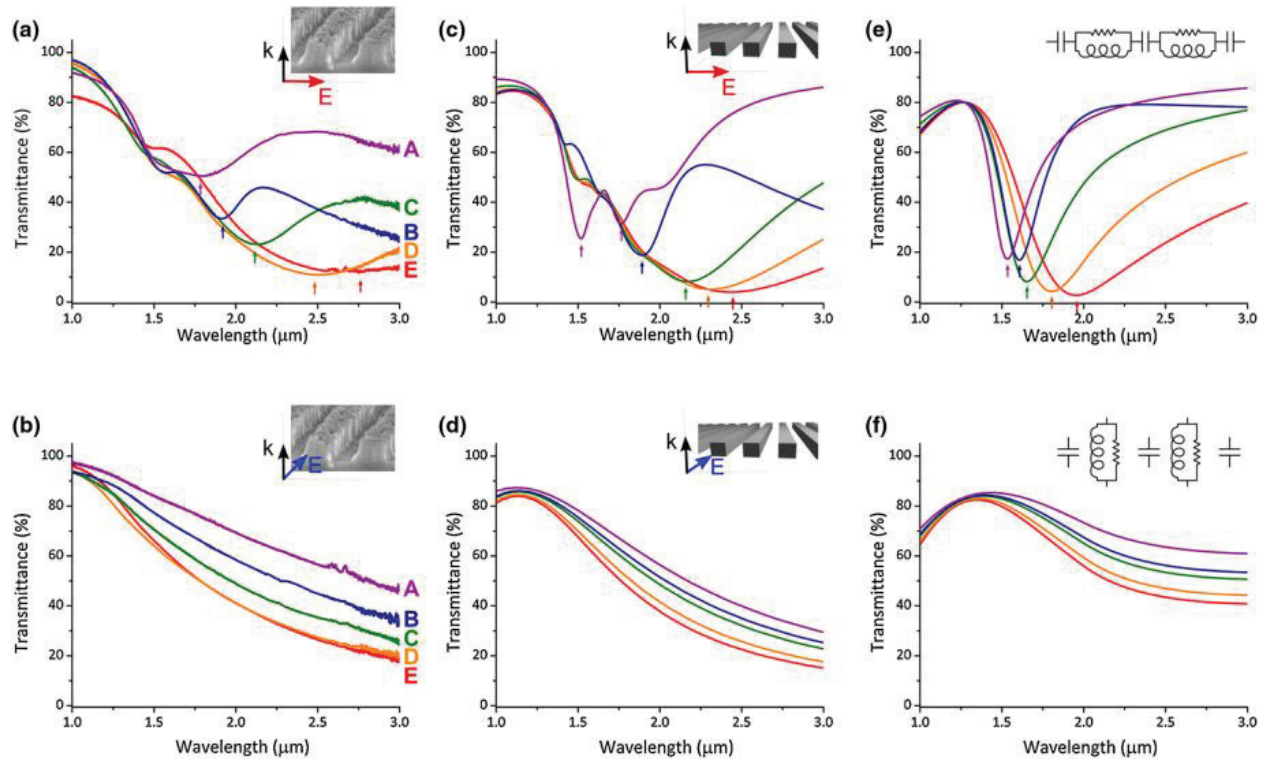 (a)
k
E
100
80
60
40
20
0
Transmittance (%)
A
C
B
D
E
1.0 1.5 2.0 2.5 3.0
Wavelength (μm)
(c)
k
E
100
80
60
40
20
0
Transmittance (%)
1.0 1.5 2.0 2.5 3.0
Wavelength (μm)
(e)
100
80
60
40
20
0
Transmittance (%)
1.0 1.5 2.0 2.5 3.0
Wavelength (μm)
(b)
k
E
100
80
60
40
20
0
Transmittance (%)
A
B
C
D
E
1.0 1.5 2.0 2.5 3.0
Wavelength (μm)
(d)
k
E
100
80
60
40
20
0
Transmittance (%)
1.0 1.5 2.0 2.5 3.0
Wavelength (μm)
(f)
100
80
60
40
20
0
Transmittance (%)
1.0 1.5 2.0 2.5 3.0
Wavelength (μm)